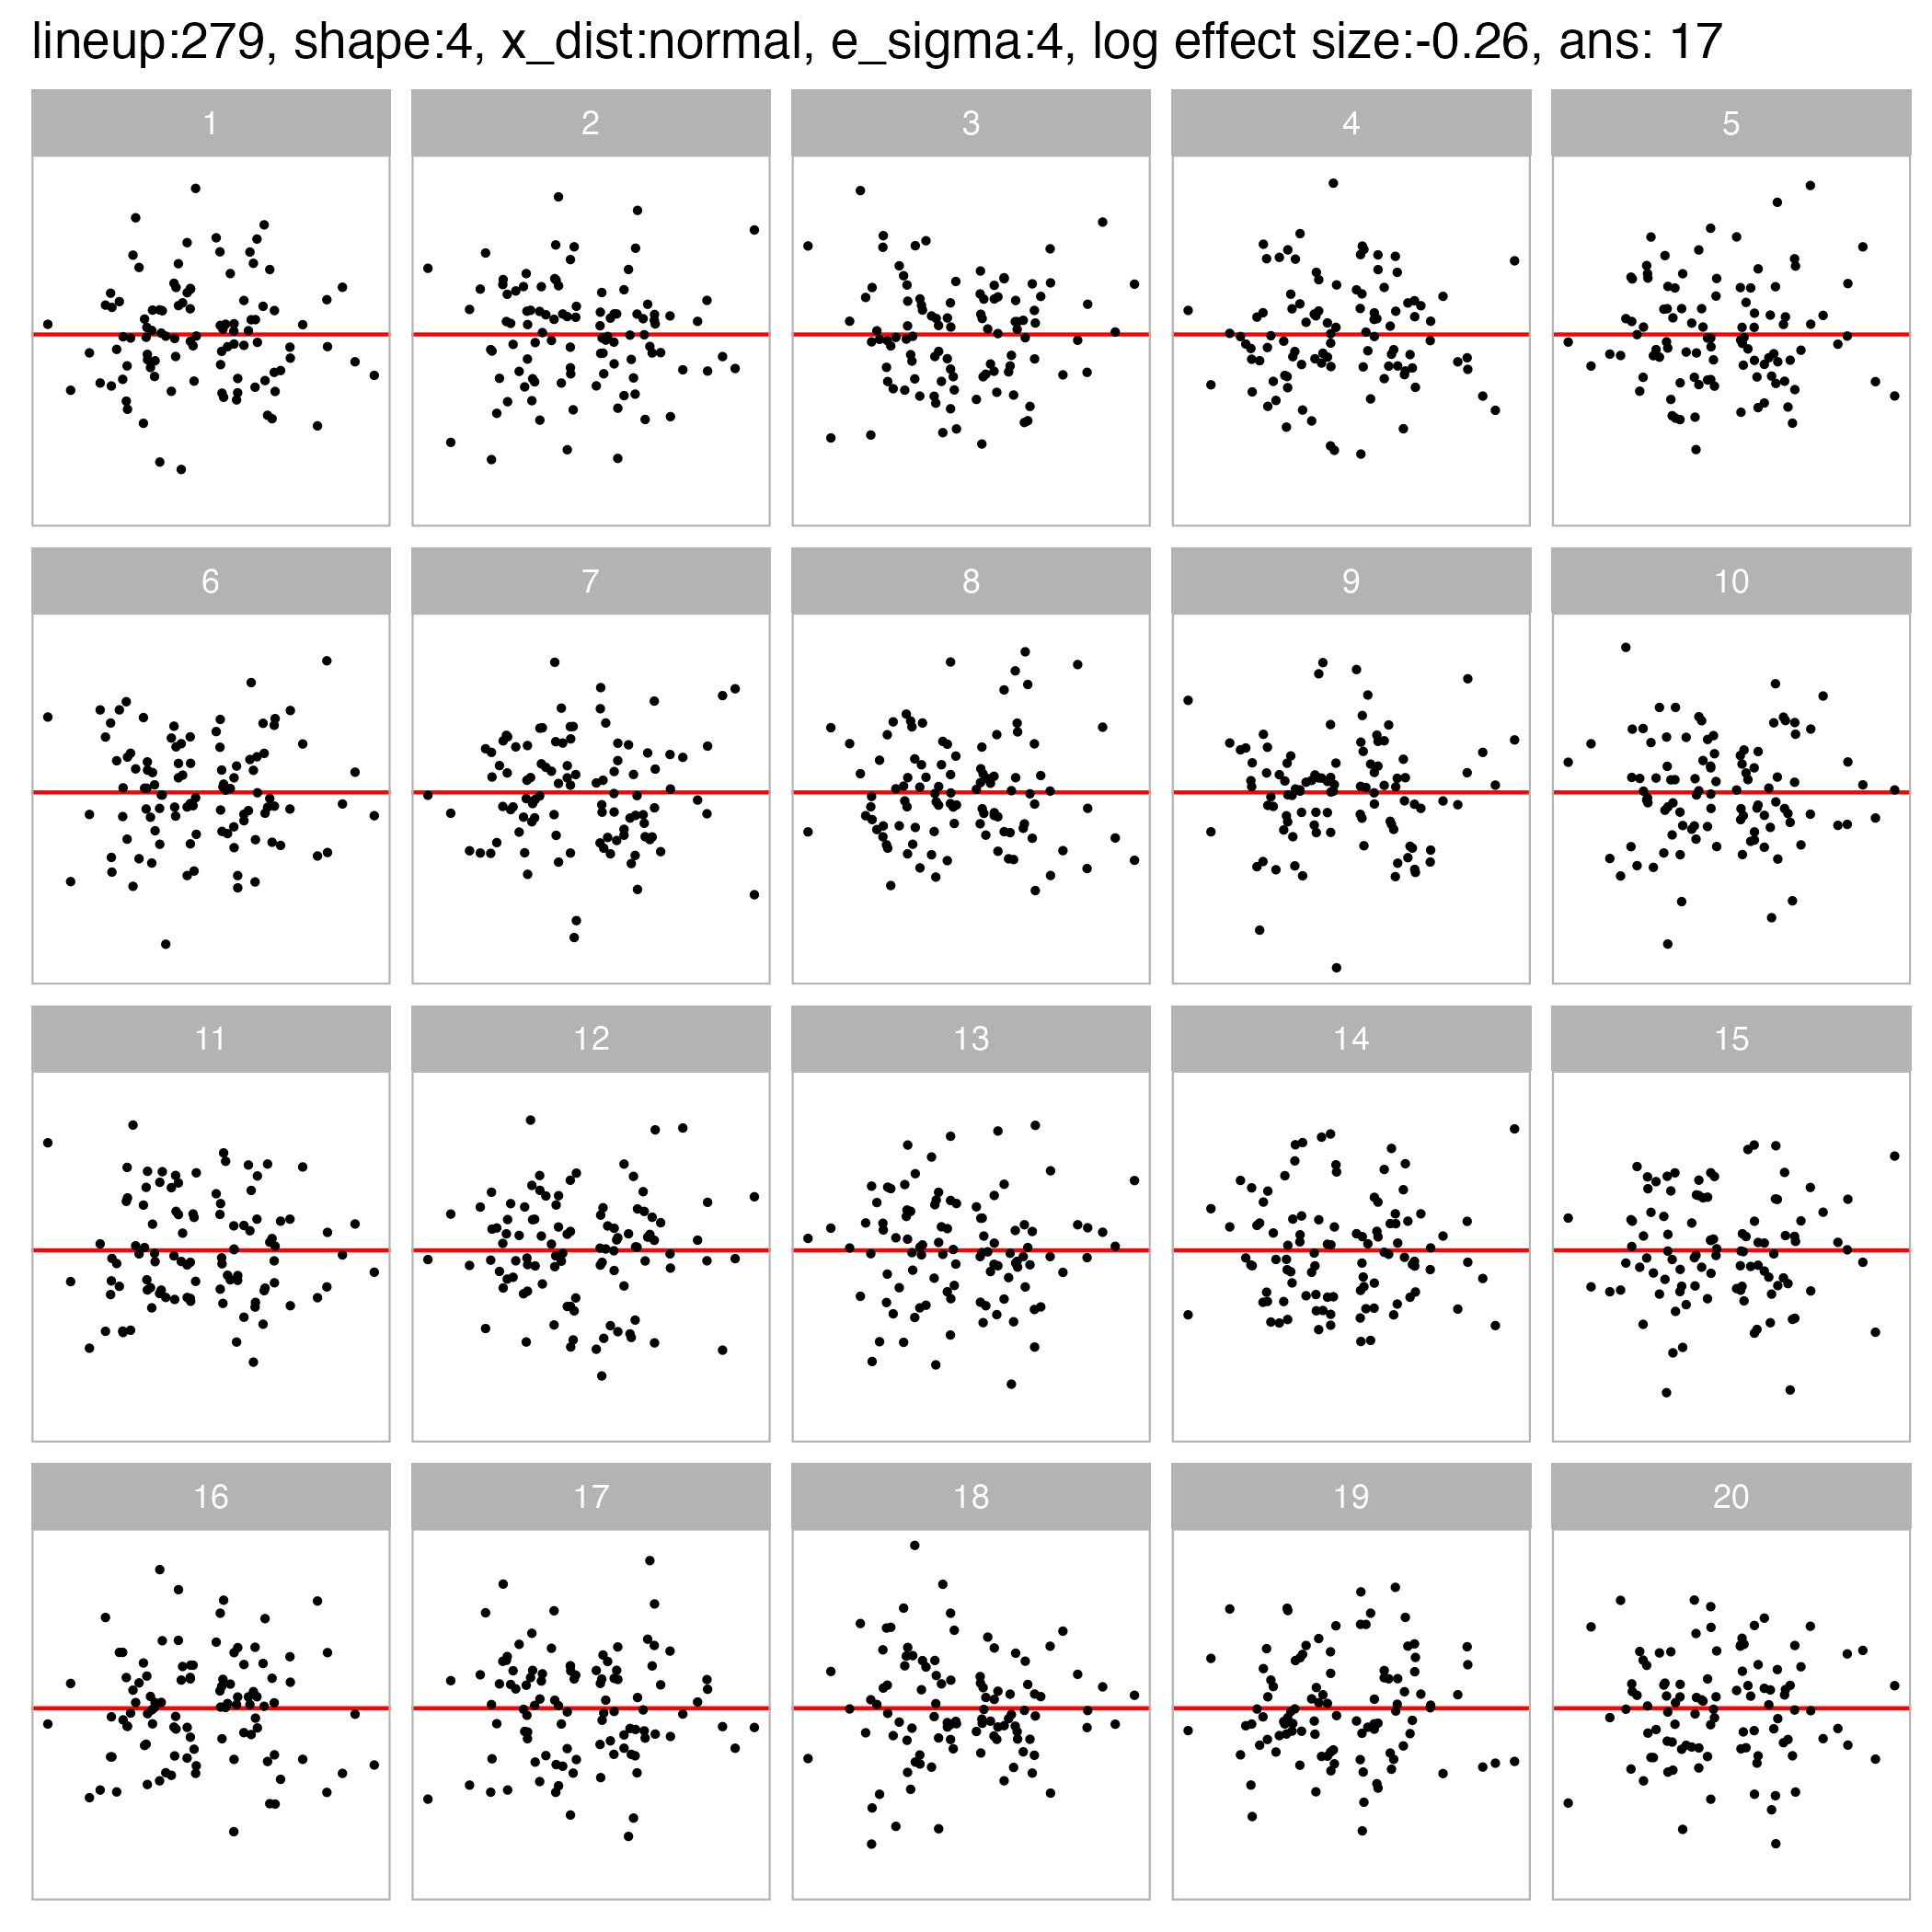 lineup:279, shape:4, x_dist:normal, e_sigma:4, log effect size:-0.26, ans: 17
1 2 3 4 5
6 7 8 9 10
11 12 13 14 15
16 17 18 19 20